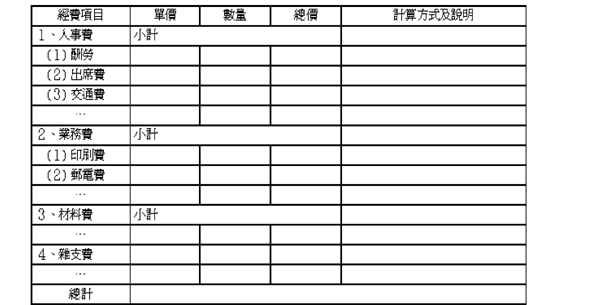 經費項目 單價 數量 總價 計算方式及說明
1、人事費 小計
(1)酬勞
(2)出席費
(3)交通費
…
2、業務費 小計
(1)印刷費
(2)郵電費
…
3、材料費 小計
…
4、雜支費
…
總計